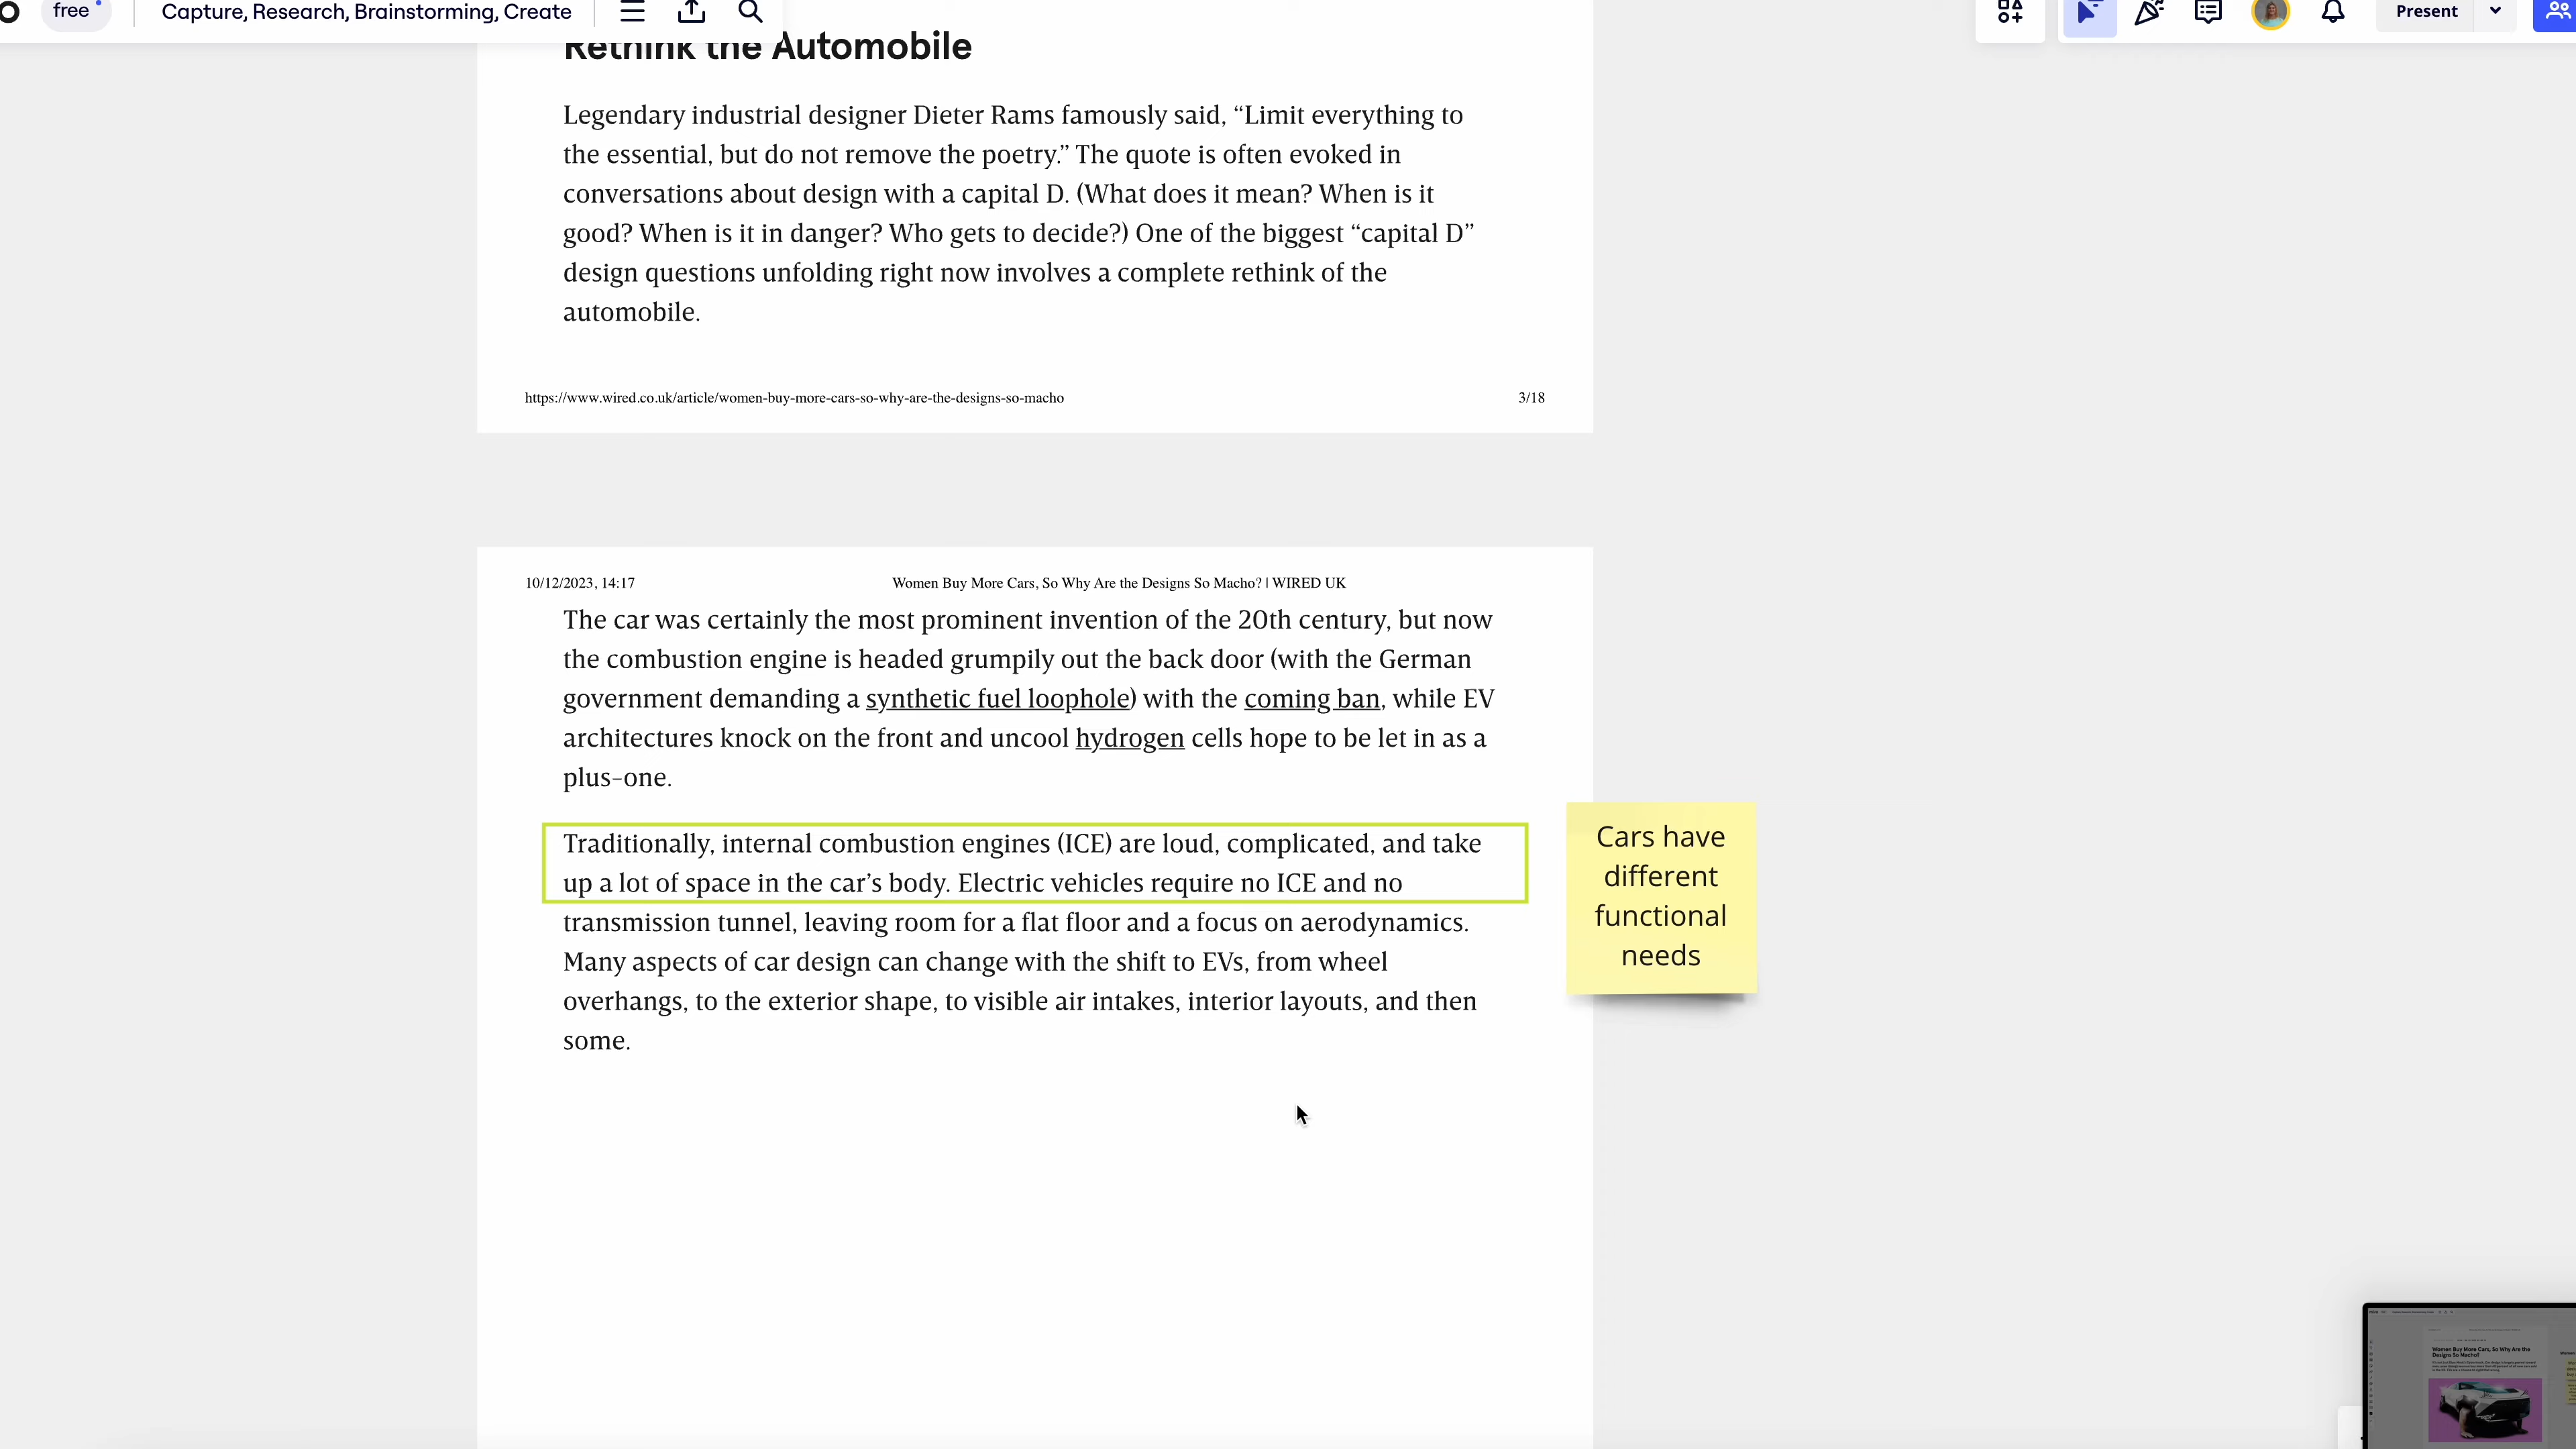 free
Capture, Research, Brainstorming, Create
Present
Rethink the Automobile
Legendary industrial designer Dieter Rams famously said, “Limit everything to
the essential, but do not remove the poetry.” The quote is often evoked in
conversations about design with a capital D. (What does it mean? When is it
good? When is it in danger? Who gets to decide?) One of the biggest “capital D”
design questions unfolding right now involves a complete rethink of the
automobile.
https://www.wired.co.uk/article/women-buy-more-cars-so-why-are-the-designs-so-macho
3/18
10/12/2023, 14:17
Women Buy More Cars, So Why Are the Designs So Macho? | WIRED UK
The car was certainly the most prominent invention of the 20th century, but now
the combustion engine is headed grumpily out the back door (with the German
government demanding a synthetic fuel loophole) with the coming ban, while EV
architectures knock on the front and uncool hydrogen cells hope to be let in as a
plus-one.
Traditionally, internal combustion engines (ICE) are loud, complicated, and take
up a lot of space in the car’s body. Electric vehicles require no ICE and no
transmission tunnel, leaving room for a flat floor and a focus on aerodynamics.
Many aspects of car design can change with the shift to EVs, from wheel
overhangs, to the exterior shape, to visible air intakes, interior layouts, and then
some.
Cars have
different
functional
needs
Women Buy More Cars, So Why Are the
Designs So Macho?